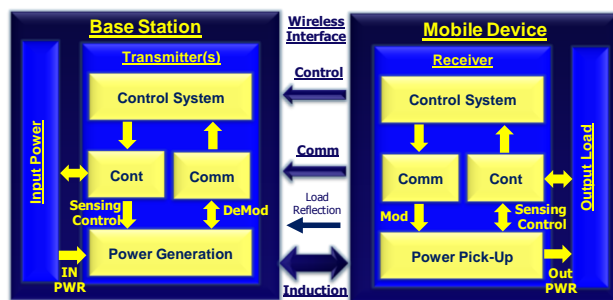 Base Station
Transmitter(s)
Control System
Input Power
Cont
Comm
Sensing
Control
DeMod
Power Generation
IN
PWR
Wireless
Interface
Control
Comm
Load
Reflection
Induction
Mobile Device
Receiver
Control System
Output Load
Comm
Cont
Mod
Sensing
Control
Power Pick-Up
Out
PWR